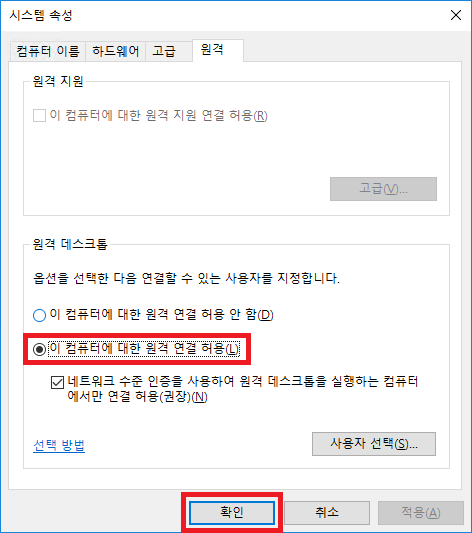 시스템 속성
컴퓨터 이름 하드웨어 고급 원격
원격 지원
이 컴퓨터에 대한 원격 지원 연결 허용(R)
고급(V)...
원격 데스크톱
옵션을 선택한 다음 연결할 수 있는 사용자를 지정합니다.
이 컴퓨터에 대한 원격 연결 허용 안 함(D)
이 컴퓨터에 대한 원격 연결 허용(L)
네트워크 수준 인증을 사용하여 원격 데스크톱을 실행하는 컴퓨터
에서만 연결 허용(권장)(N)
선택 방법
사용자 선택(S)...
확인 취소 적용(A)